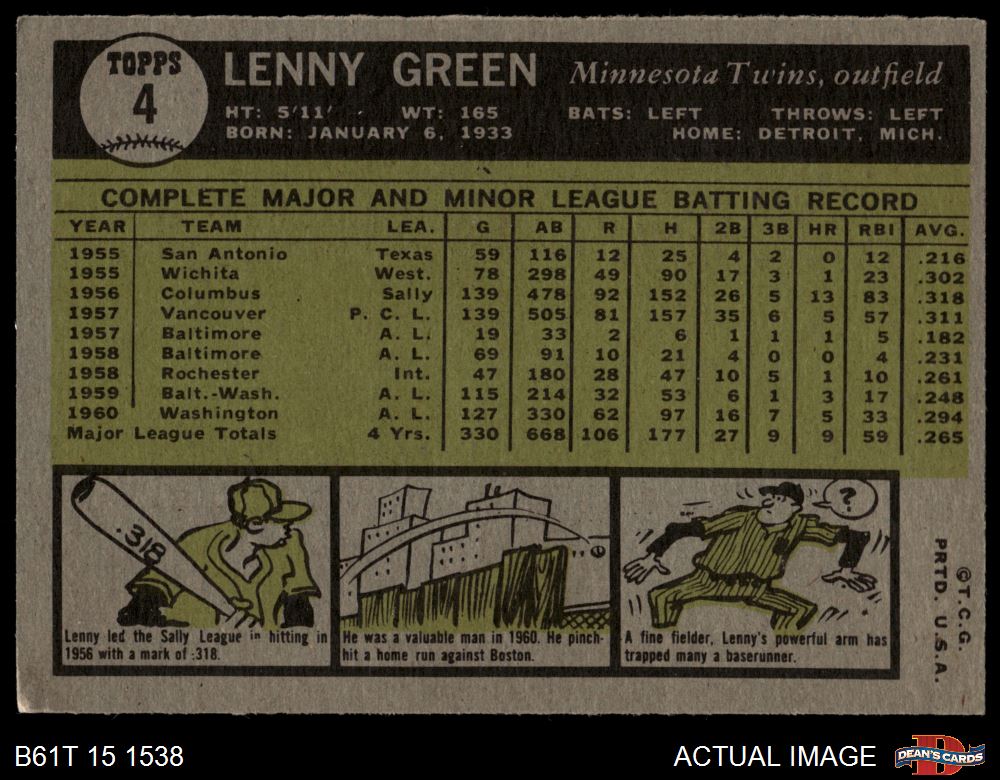 TOPPS
4
LENNY GREEN Minnesota Twins, outfield
HT: 5'11' WT: 165 BATS: LEFT THROWS: LEFT
BORN: JANUARY 6, 1933 HOME: DETROIT, MICH.
COMPLETE MAJOR AND MINOR LEAGUE BATTING RECORD
YEAR TEAM LEA. G AB R H 2B 3B HR RBI AVG.
1955 San Antonio Texas 59 116 12 25 4 2 0 12 .216
1955 Wichita West. 78 298 49 90 17 3 1 23 .302
1956 Columbus Sally 139 478 92 152 26 5 13 83 .318
1957 Vancouver P. C. L. 139 505 81 157 35 6 5 57 .311
1957 Baltimore A. L. 19 33 2 6 1 1 1 5 .182
1958 Baltimore A. L. 69 91 10 21 4 0 0 4 .231
1958 Rochester Int. 47 180 28 47 10 5 1 10 .261
1959 Balt.-Wash. A. L. 115 214 32 53 6 1 3 17 .248
1960 Washington A. L. 127 330 62 97 16 7 5 33 .294
Major League Totals 4 Yrs. 330 668 106 177 27 9 9 59 .265
.318
?
Lenny led the Sally League in hitting in
1956 with a mark of .318.
He was a valuable man in 1960. He pinch-
hit a home run against Boston.
A fine fielder, Lenny's powerful arm has
trapped many a baserunner.
©T.C.G.
PRTD. U.S.A.
B61T 15 1538 ACTUAL IMAGE
DEAN'S CARDS